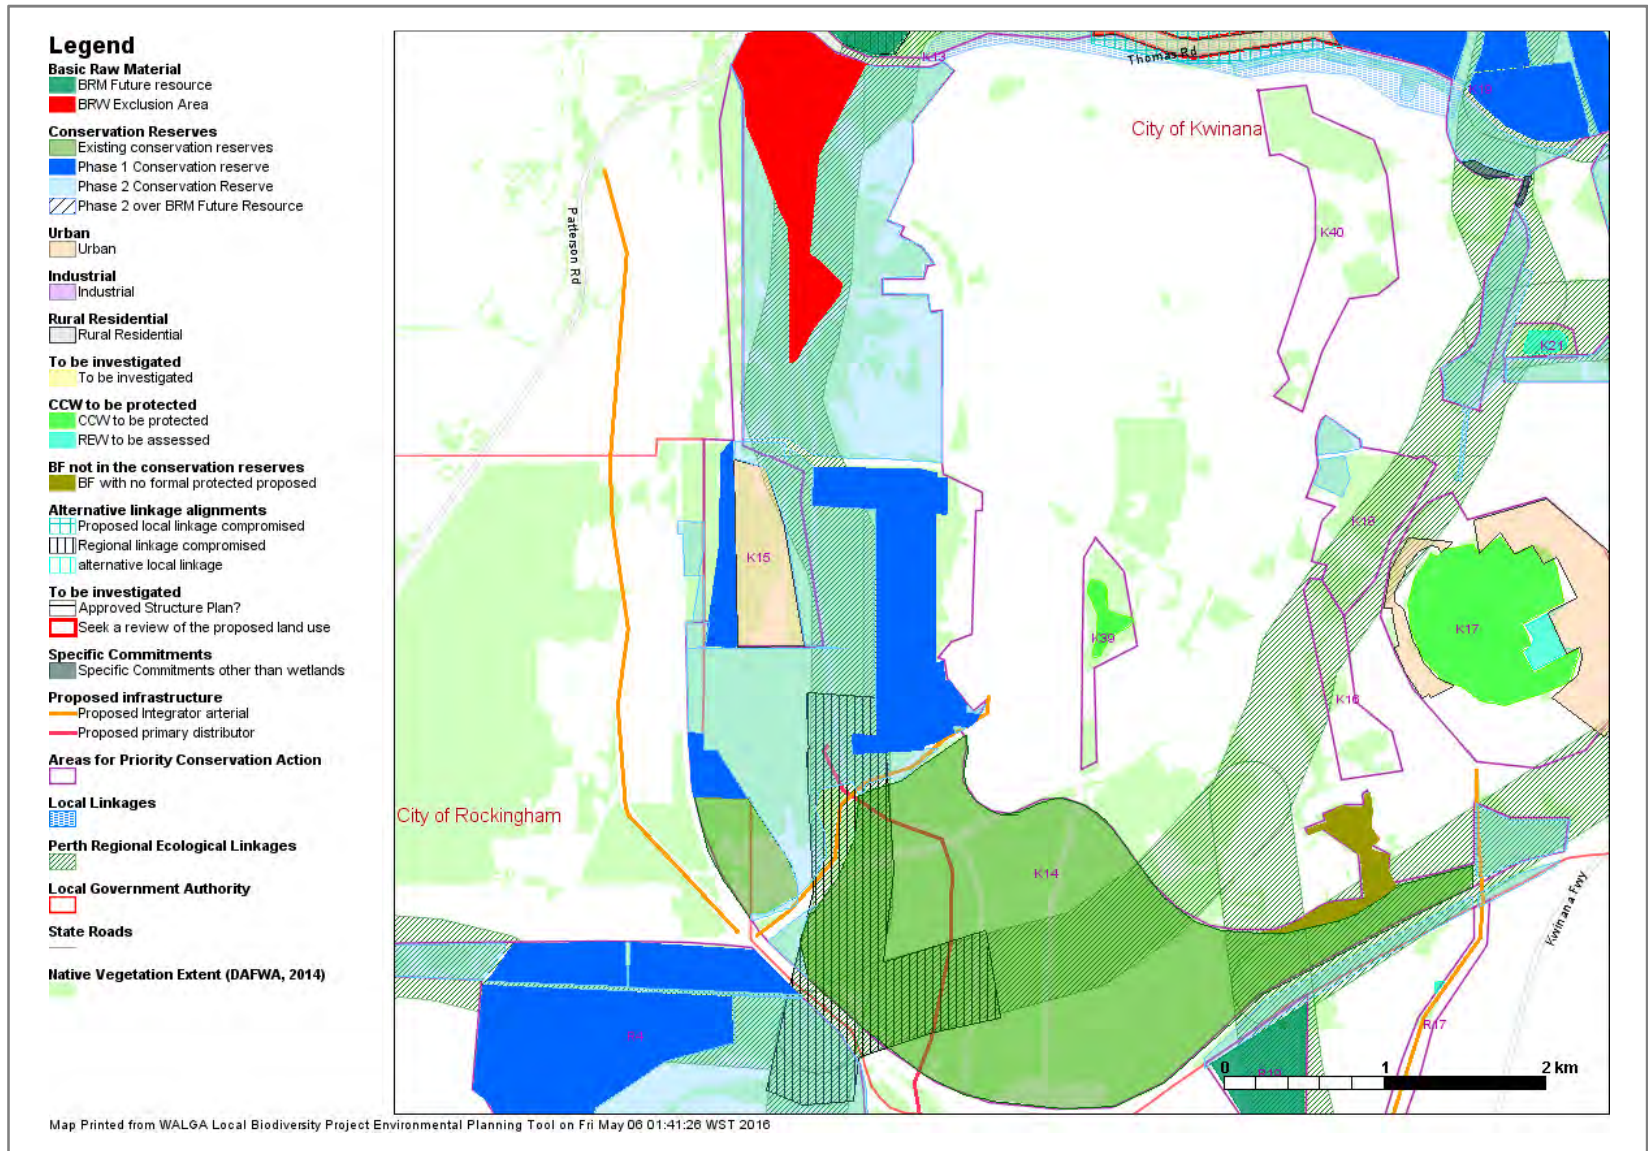 Legend
Basic Raw Material
BRM Future resource
BRW Exclusion Area
Conservation Reserves
Existing conservation reserves
Phase 1 Conservation reserve
Phase 2 Conservation Reserve
Phase 2 over BRM Future Resource
Urban
Urban
Industrial
Industrial
Rural Residential
Rural Residential
To be investigated
To be investigated
CCW to be protected
CCW to be protected
REW to be assessed
BF not in the conservation reserves
BF with no formal protected proposed
Alternative linkage alignments
Proposed local linkage compromised
Regional linkage compromised
alternative local linkage
To be investigated
Approved Structure Plan?
Seek a review of the proposed land use
Specific Commitments
Specific Commitments other than wetlands
Proposed infrastructure
Proposed Integrator arterial
Proposed primary distributor
Areas for Priority Conservation Action
Local Linkages
Perth Regional Ecological Linkages
Local Government Authority
State Roads
Native Vegetation Extent (DAFWA, 2014)
K13
Thomas Rd
City of Kwinana
Patterson Rd
K40
K21
K15
K18
K17
K39
K16
City of Rockingham
K14
Kwinana Fwy
R17
0 1 2 km
Map Printed from WALGA Local Biodiversity Project Environmental Planning Tool on Fri May 06 01:41:26 WST 2016